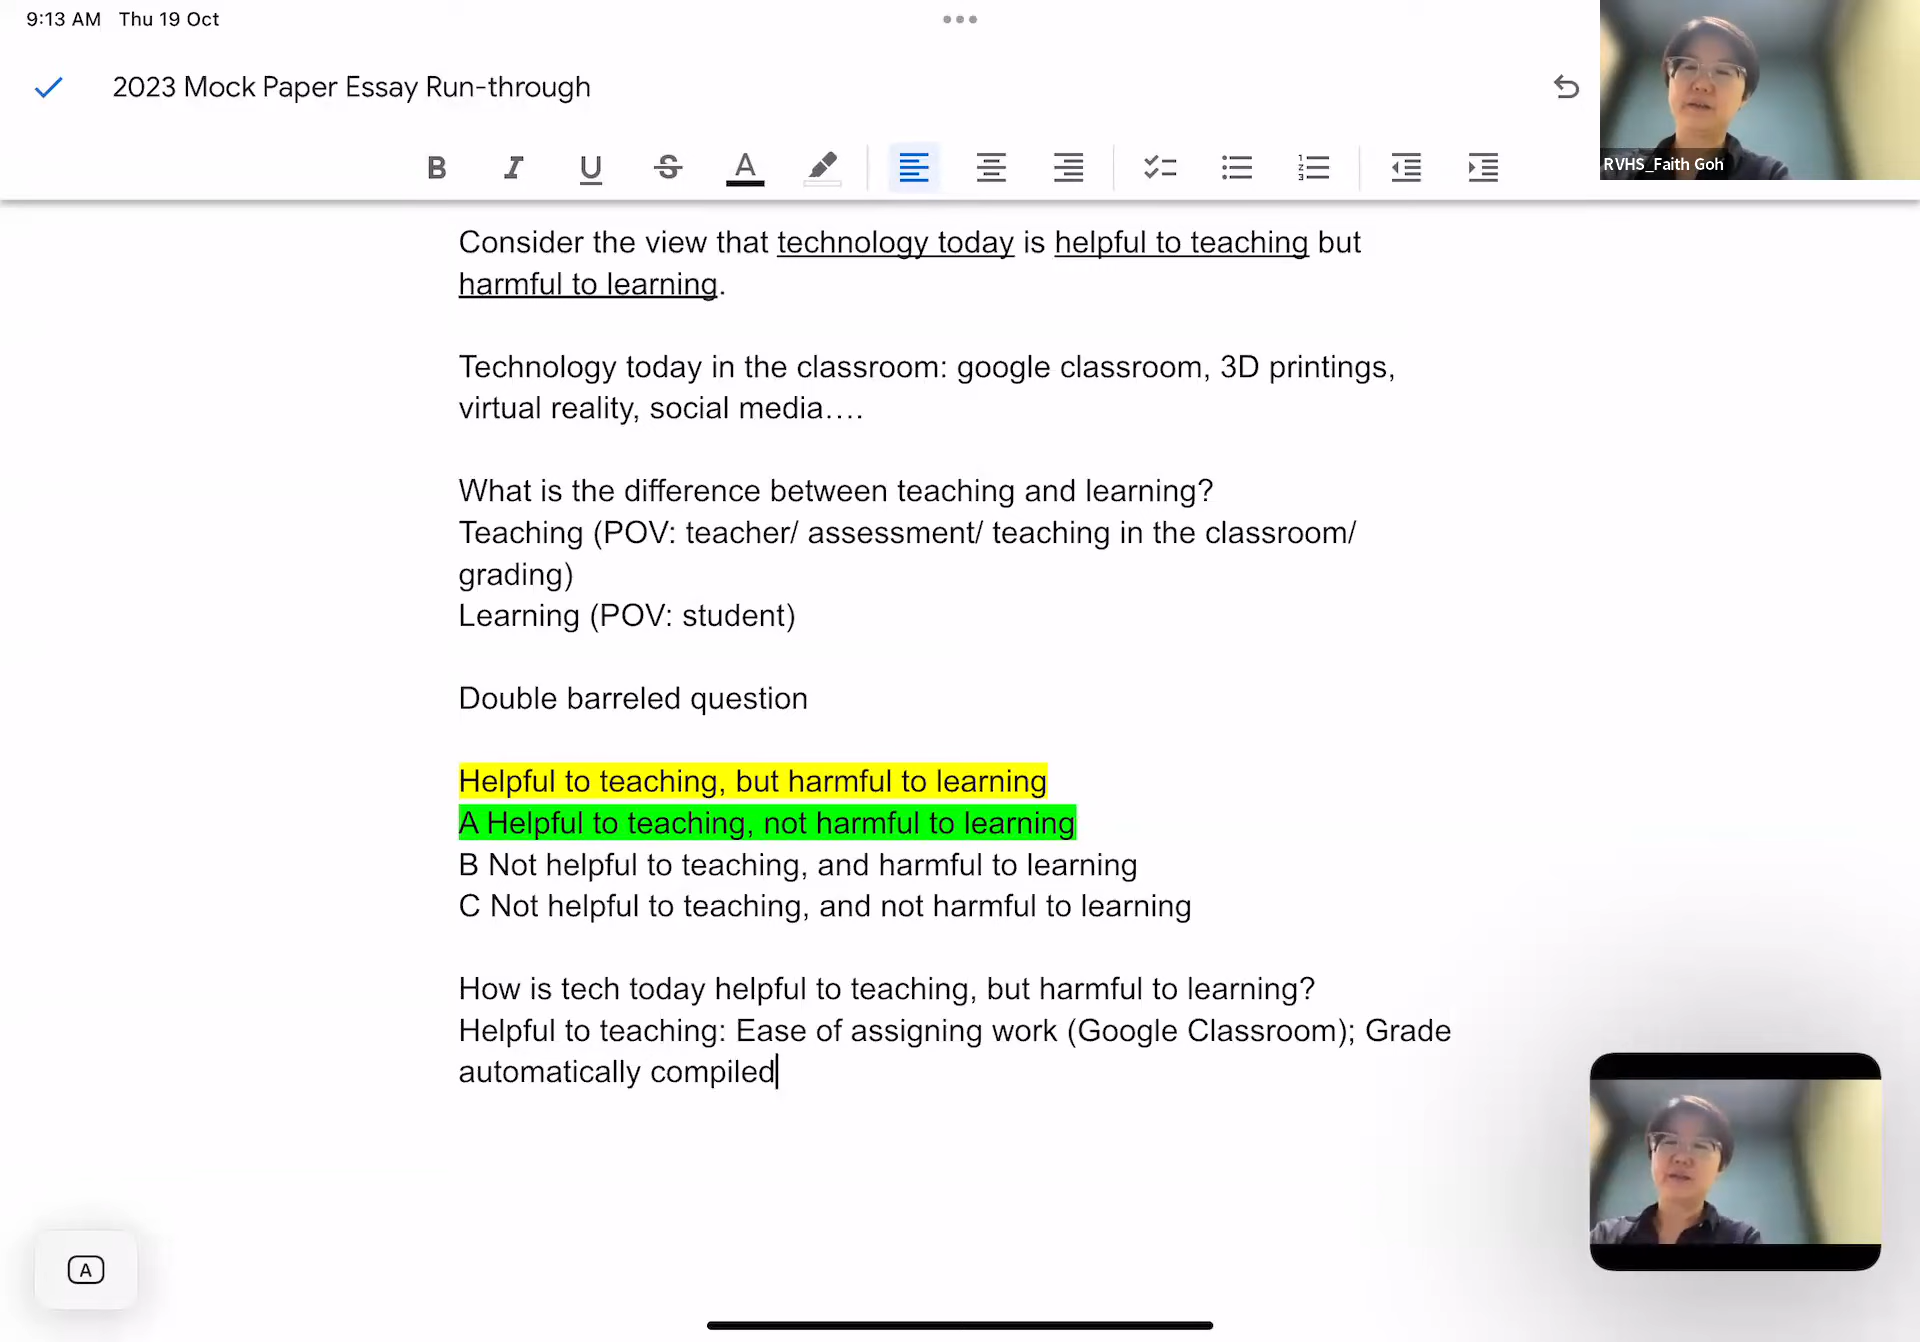 9:13 AM Thu 19 Oct
2023 Mock Paper Essay Run-through
RVHS_Faith Goh
B I U S A
Consider the view that technology today is helpful to teaching but
harmful to learning.
Technology today in the classroom: google classroom, 3D printings,
virtual reality, social media….
What is the difference between teaching and learning?
Teaching (POV: teacher/ assessment/ teaching in the classroom/
grading)
Learning (POV: student)
Double barreled question
Helpful to teaching, but harmful to learning
A Helpful to teaching, not harmful to learning
B Not helpful to teaching, and harmful to learning
C Not helpful to teaching, and not harmful to learning
How is tech today helpful to teaching, but harmful to learning?
Helpful to teaching: Ease of assigning work (Google Classroom); Grade
automatically compiled
A